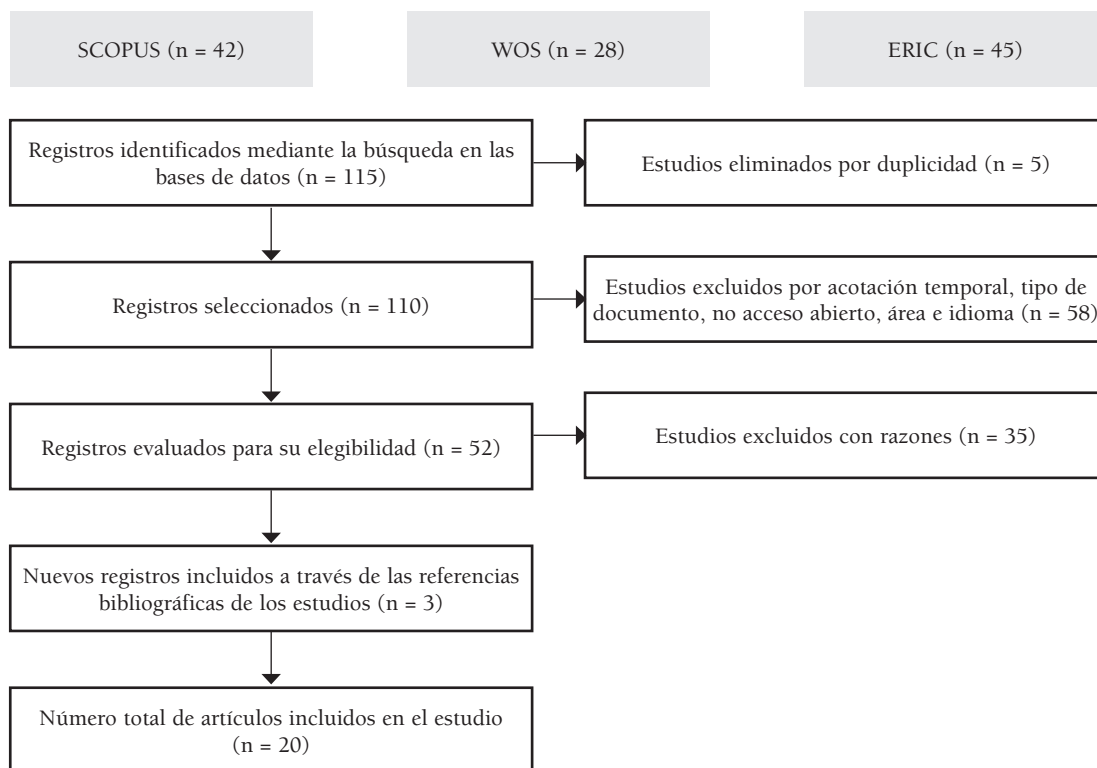 SCOPUS (n = 42)
WOS (n = 28)
ERIC (n = 45)
Registros identificados mediante la búsqueda en las
bases de datos (n = 115)
Estudios eliminados por duplicidad (n = 5)
Registros seleccionados (n = 110)
Estudios excluidos por acotación temporal, tipo de
documento, no acceso abierto, área e idioma (n = 58)
Registros evaluados para su elegibilidad (n = 52)
Estudios excluidos con razones (n = 35)
Nuevos registros incluidos a través de las referencias
bibliográficas de los estudios (n = 3)
Número total de artículos incluidos en el estudio
(n = 20)